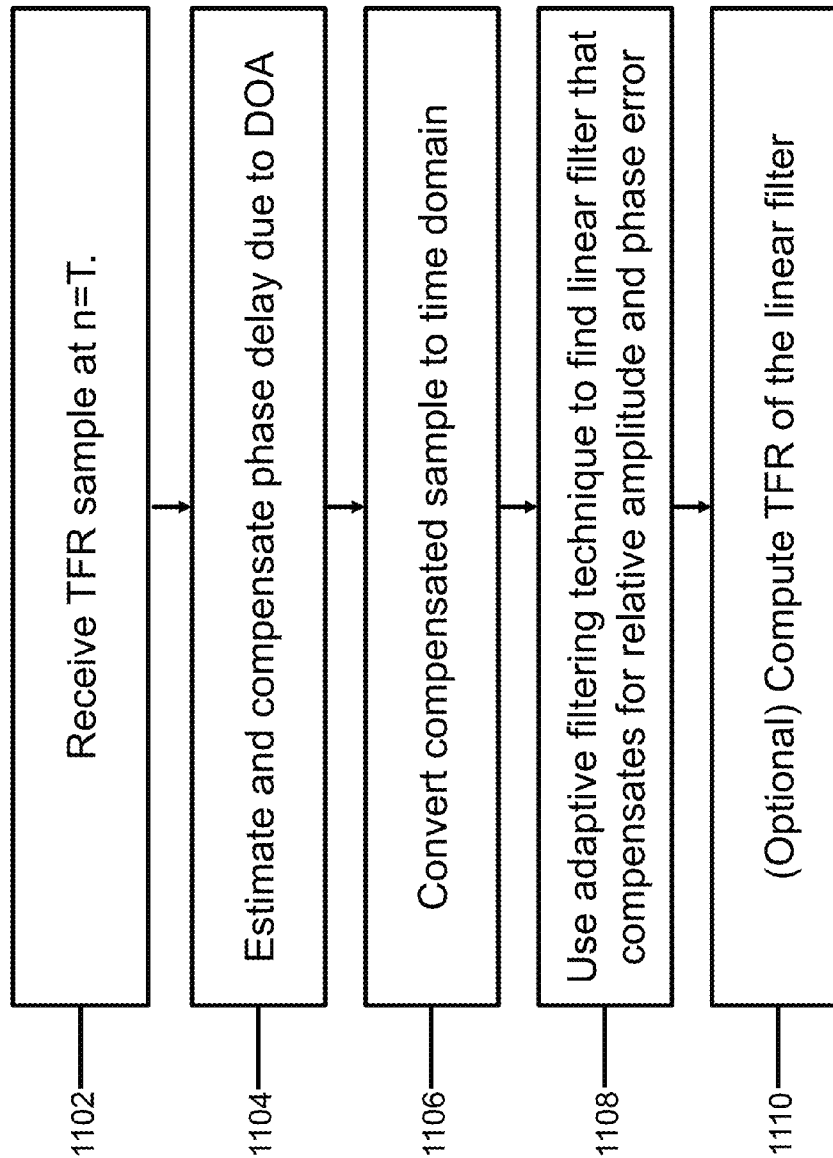 1102
Receive TFR sample at n=T.
1104
Estimate and compensate phase delay due to DOA
1106
Convert compensated sample to time domain
1108
Use adaptive filtering technique to find linear filter that
compensates for relative amplitude and phase error
1110
(Optional) Compute TFR of the linear filter